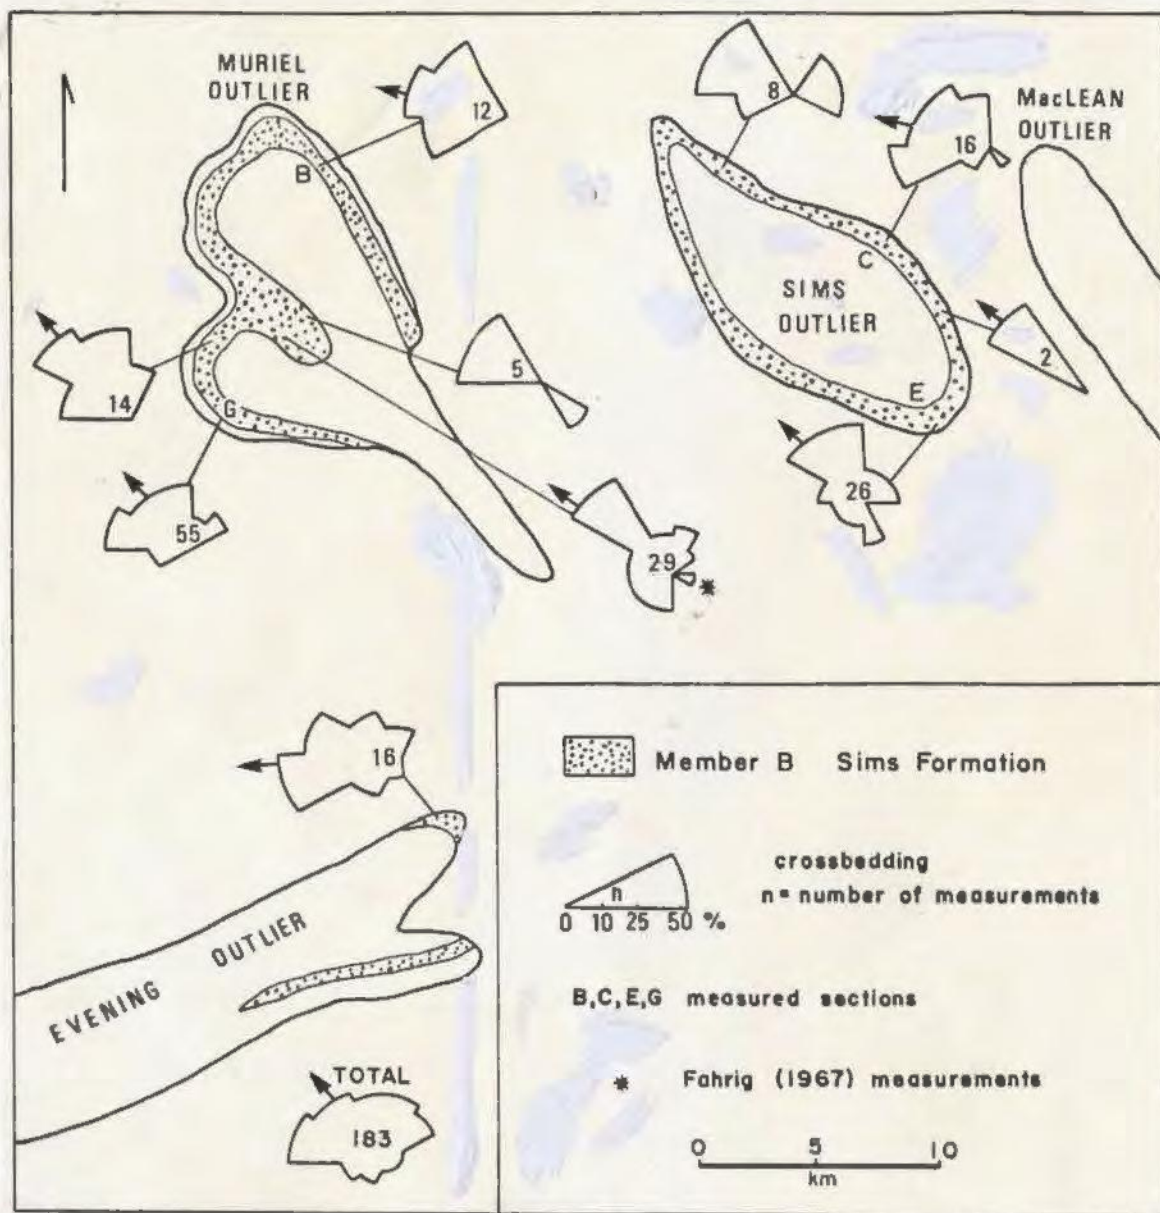 MURIEL
OUTLIER
12
8
16
MacLEAN
OUTLIER
B
C
SIMS
OUTLIER
E
2
14
5
G
55
26
29 *
16
EVENING OUTLIER
TOTAL
183
Member B Sims Formation
n
0 10 25 50 %
crossbedding
n = number of measurements
B,C,E,G measured sections
* Fahrig (1967) measurements
0 5 10
km